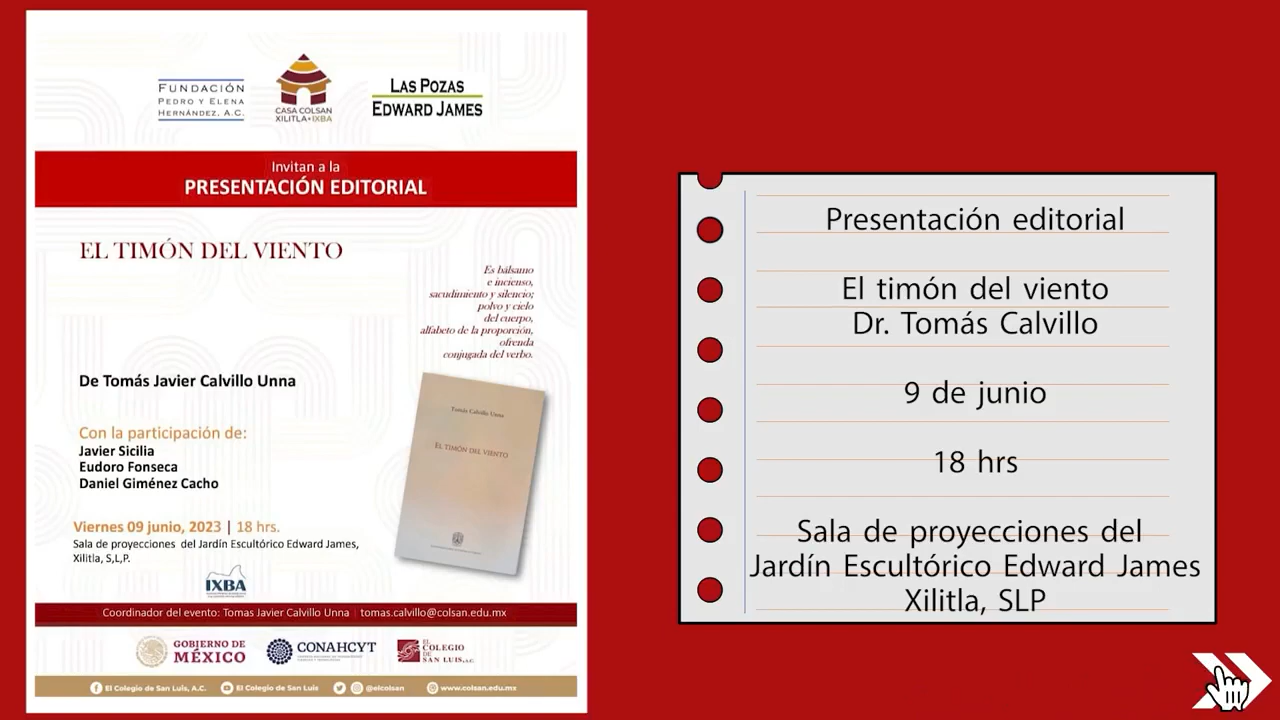 FUNDACIÓN
PEDRO Y ELENA
HERNÁNDEZ, A.C.
CASA COLSAN
XILITLA•IXBA
LAS POZAS
EDWARD JAMES
Invitan a la
PRESENTACIÓN EDITORIAL
EL TIMÓN DEL VIENTO
Es bálsamo
e incienso,
sacudimiento y silencio;
polvo y cielo
del cuerpo,
alfabeto de la proporción,
ofrenda
conjugada del verbo.
De Tomás Javier Calvillo Unna
Con la participación de:
Javier Sicilia
Eudoro Fonseca
Daniel Giménez Cacho
Tomás Calvillo Unna
EL TIMÓN DEL VIENTO
Viernes 09 junio, 2023 | 18 hrs.
Sala de proyecciones del Jardín Escultórico Edward James,
Xilitla, S,L,P.
IXBA
Coordinador del evento: Tomas Javier Calvillo Unna | tomas.calvillo@colsan.edu.mx
GOBIERNO DE
MÉXICO
CONAHCYT
EL
COLEGIO
DE
SAN LUIS, A.C.
El Colegio de San Luis, A.C.
El Colegio de San Luis
@elcolsan
www.colsan.edu.mx
Presentación editorial
El timón del viento
Dr. Tomás Calvillo
9 de junio
18 hrs
Sala de proyecciones del
Jardín Escultórico Edward James
Xilitla, SLP